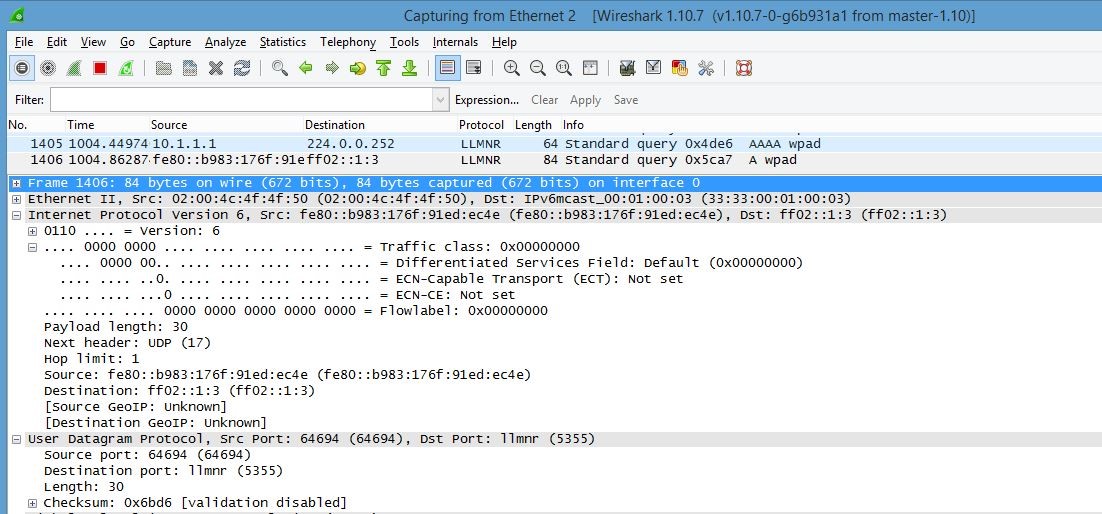 Capturing from Ethernet 2 [Wireshark 1.10.7 (v1.10.7-0-g6b931a1 from master-1.10)]
File Edit View Go Capture Analyze Statistics Telephony Tools Internals Help
Filter: Expression... Clear Apply Save
No. Time Source Destination Protocol Length Info
1405 1004.44974 10.1.1.1 224.0.0.252 LLMNR 64 Standard query 0x4de6 AAAA wpad
1406 1004.86287 fe80::b983:176f:91e ff02::1:3 LLMNR 84 Standard query 0x5ca7 A wpad
Frame 1406: 84 bytes on wire (672 bits), 84 bytes captured (672 bits) on interface 0
Ethernet II, Src: 02:00:4c:4f:4f:50 (02:00:4c:4f:4f:50), Dst: IPv6mcast_00:01:00:03 (33:33:00:01:00:03)
Internet Protocol Version 6, Src: fe80::b983:176f:91ed:ec4e (fe80::b983:176f:91ed:ec4e), Dst: ff02::1:3 (ff02::1:3)
0110 .... = Version: 6
.... 0000 0000 .... .... .... .... .... = Traffic class: 0x00000000
.... 0000 00.. .... .... .... .... .... = Differentiated Services Field: Default (0x00000000)
.... .... ..0. .... .... .... .... .... = ECN-Capable Transport (ECT): Not set
.... .... ...0 .... .... .... .... .... = ECN-CE: Not set
.... .... .... 0000 0000 0000 0000 0000 = Flowlabel: 0x00000000
Payload length: 30
Next header: UDP (17)
Hop limit: 1
Source: fe80::b983:176f:91ed:ec4e (fe80::b983:176f:91ed:ec4e)
Destination: ff02::1:3 (ff02::1:3)
[Source GeoIP: Unknown]
[Destination GeoIP: Unknown]
User Datagram Protocol, Src Port: 64694 (64694), Dst Port: llmnr (5355)
Source port: 64694 (64694)
Destination port: llmnr (5355)
Length: 30
Checksum: 0x6bd6 [validation disabled]